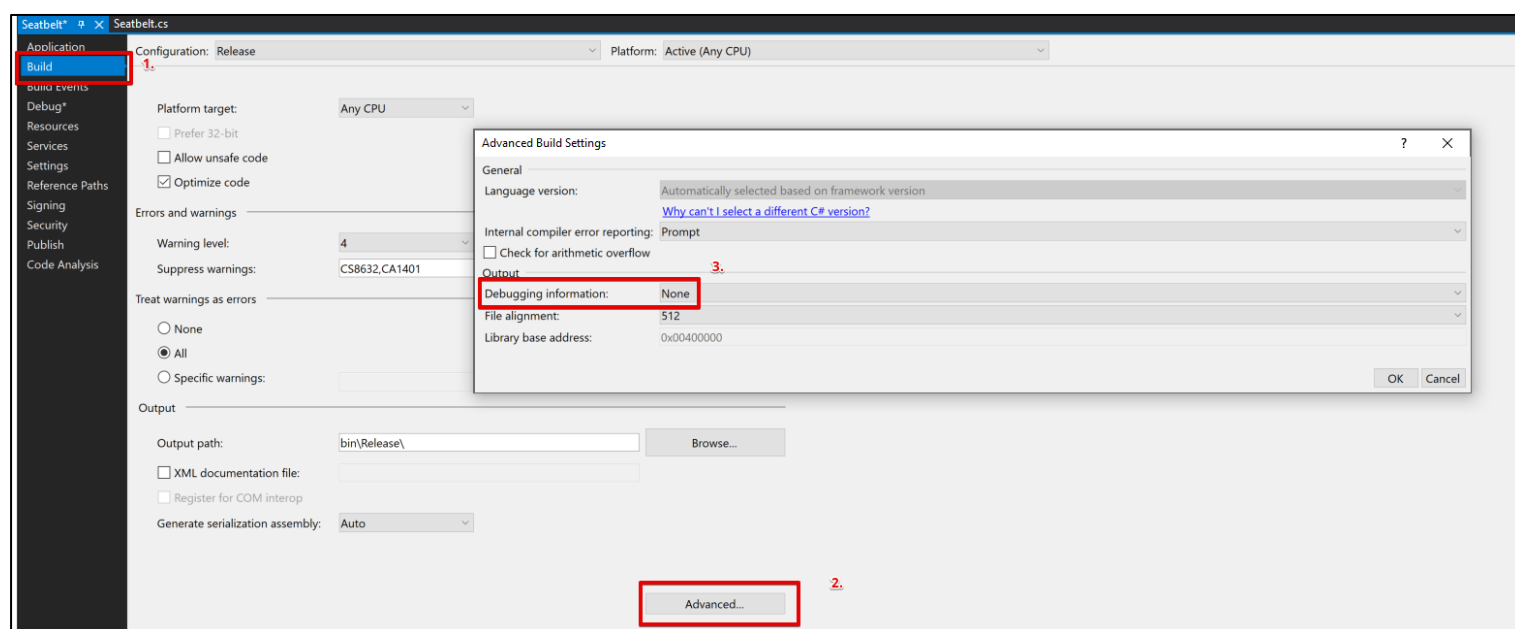 Seatbelt* Seatbelt.cs
Application
Build
Build Events
Debug*
Resources
Services
Settings
Reference Paths
Signing
Security
Publish
Code Analysis
1.
Configuration: Release Platform: Active (Any CPU)
Platform target: Any CPU
Prefer 32-bit
Allow unsafe code
Optimize code
Errors and warnings
Warning level: 4
Suppress warnings: CS8632,CA1401
Treat warnings as errors
None
All
Specific warnings:
Output
Output path: bin\Release\ Browse...
XML documentation file:
Register for COM interop
Generate serialization assembly: Auto
2.
Advanced...
Advanced Build Settings ?
General
Language version: Automatically selected based on framework version
Why can't I select a different C# version?
Internal compiler error reporting: Prompt
Check for arithmetic overflow
Output
3.
Debugging information: None
File alignment: 512
Library base address: 0x00400000
OK Cancel